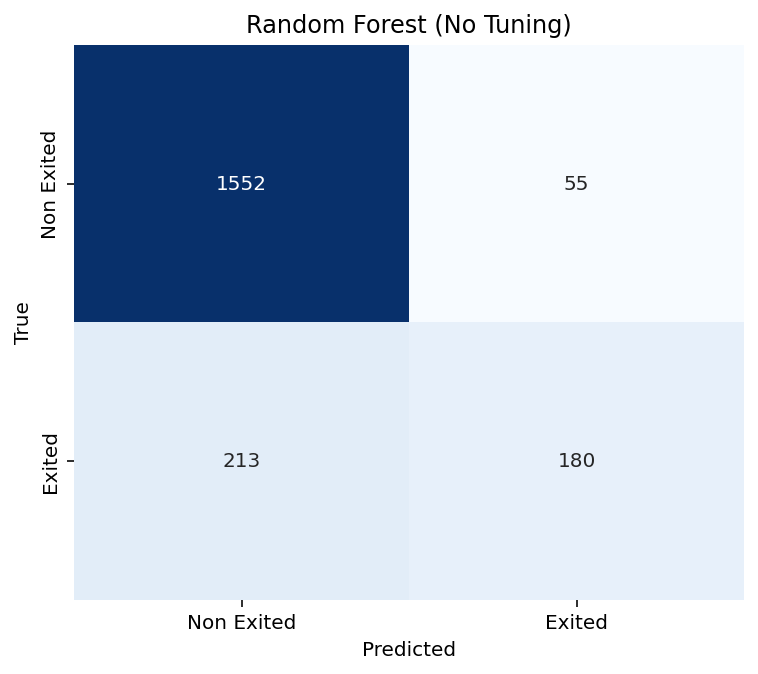 Random Forest (No Tuning)
Non Exited
1552
55
True
Exited
213
180
Non Exited
Exited
Predicted